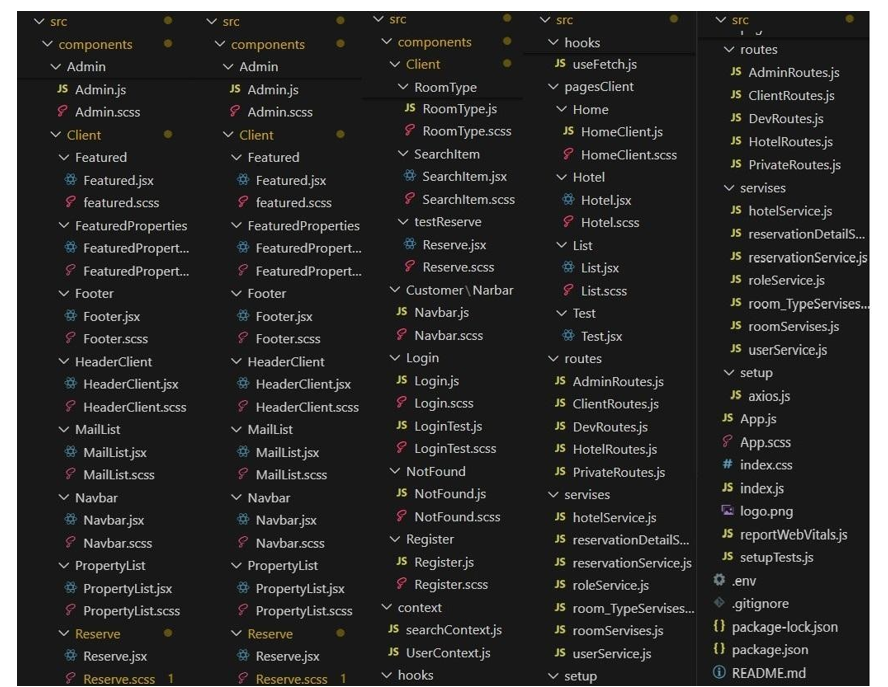 src
components
Admin
Admin.js
Admin.scss
Client
Featured
Featured.jsx
featured.scss
FeaturedProperties
FeaturedPropert...
FeaturedPropert...
Footer
Footer.jsx
Footer.scss
HeaderClient
HeaderClient.jsx
HeaderClient.scss
MailList
MailList.jsx
MailList.scss
Navbar
Navbar.jsx
Navbar.scss
PropertyList
PropertyList.jsx
PropertyList.scss
Reserve
Reserve.jsx
Reserve.scss 1
src
components
Admin
Admin.js
Admin.scss
Client
Featured
Featured.jsx
featured.scss
FeaturedProperties
FeaturedPropert...
FeaturedPropert...
Footer
Footer.jsx
Footer.scss
HeaderClient
HeaderClient.jsx
HeaderClient.scss
MailList
MailList.jsx
MailList.scss
Navbar
Navbar.jsx
Navbar.scss
PropertyList
PropertyList.jsx
PropertyList.scss
Reserve
Reserve.jsx
Reserve.scss 1
src
components
Client
RoomType
JS RoomType.js
RoomType.scss
SearchItem
SearchItem.jsx
SearchItem.scss
testReserve
Reserve.jsx
Reserve.scss
Customer\Narbar
JS Navbar.js
Navbar.scss
Login
JS Login.js
Login.scss
JS LoginTest.js
LoginTest.scss
NotFound
JS NotFound.js
NotFound.scss
Register
JS Register.js
Register.scss
context
JS searchContext.js
JS UserContext.js
hooks
src
hooks
JS useFetch.js
pagesClient
Home
JS HomeClient.js
HomeClient.scss
Hotel
Hotel.jsx
Hotel.scss
List
List.jsx
List.scss
Test
Test.jsx
routes
JS AdminRoutes.js
JS ClientRoutes.js
JS DevRoutes.js
JS HotelRoutes.js
JS PrivateRoutes.js
servises
JS hotelService.js
JS reservationDetailS...
JS reservationService.js
JS roleService.js
JS room_TypeServises...
JS roomServises.js
JS userService.js
setup
src
routes
JS AdminRoutes.js
JS ClientRoutes.js
JS DevRoutes.js
JS HotelRoutes.js
JS PrivateRoutes.js
servises
JS hotelService.js
JS reservationDetailS...
JS reservationService.js
JS roleService.js
JS room_TypeServises...
JS roomServises.js
JS userService.js
setup
JS axios.js
JS App.js
App.scss
# index.css
JS index.js
logo.png
JS reportWebVitals.js
JS setupTests.js
.env
.gitignore
{} package-lock.json
{} package.json
README.md